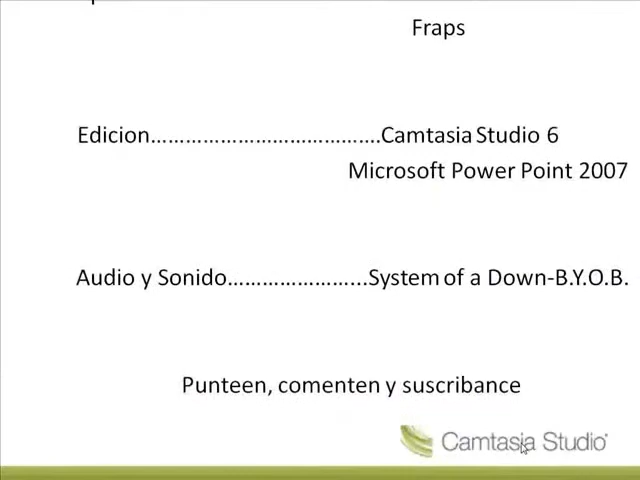 Fraps
Edicion………………………………….Camtasia Studio 6
Microsoft Power Point 2007
Audio y Sonido…………………...System of a Down-B.Y.O.B.
Punteen, comenten y suscribance
Camtasia Studio